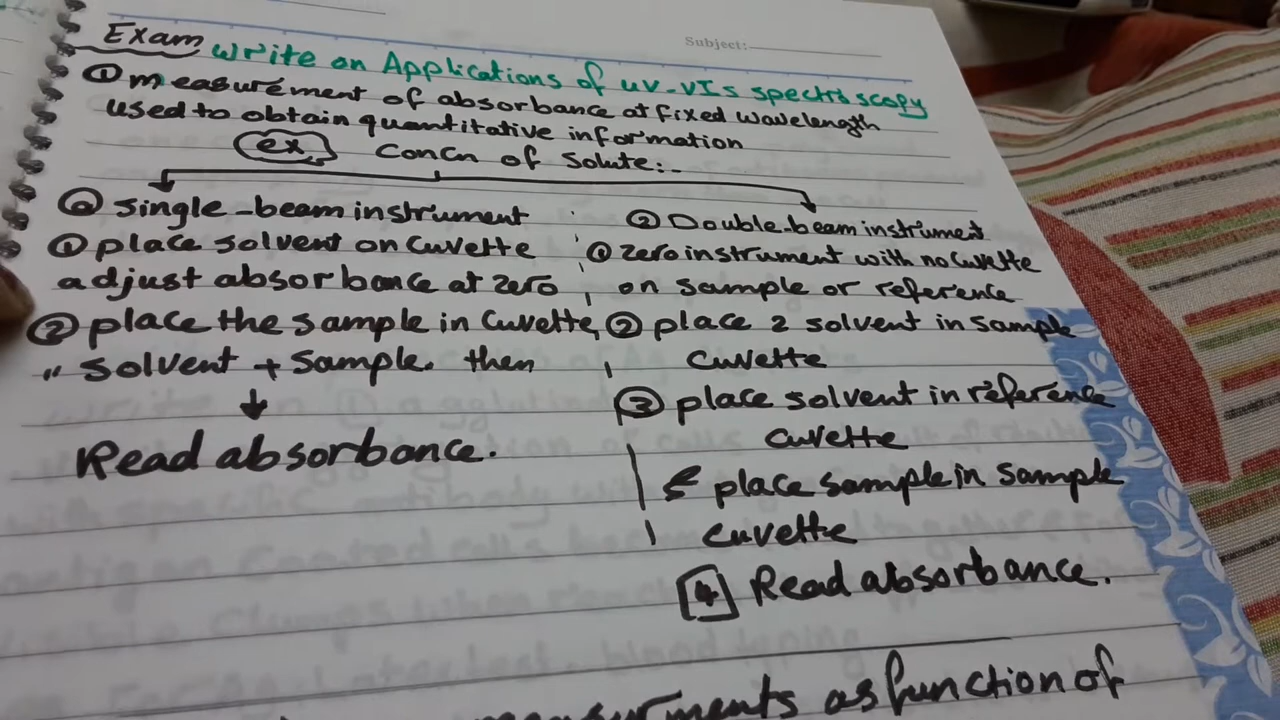 Subject:
Exam write on Applications of uv-vis spectroscopy
① measurement of absorbance at fixed wavelength
used to obtain quantitative information
ex Concn of Solute:-
ⓐ single-beam instrument
① place solvent on Cuvette
adjust absorbance at zero
② place the sample in Cuvette,
" solvent + sample. then
↓
Read absorbance.
② Double-beam instrument
① zero instrument with no Cuvette
on sample or reference
② place 2 solvent in sample
Cuvette
③ place solvent in reference
Cuvette
place sample in sample
Cuvette
4 Read absorbance.
as function of